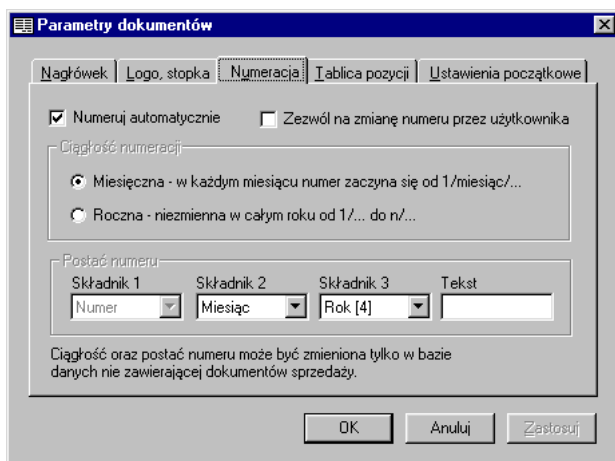 Parametry dokumentów
Nagłówek Logo, stopka Numeracja Tablica pozycji Ustawienia początkowe
Numeruj automatycznie Zezwól na zmianę numeru przez użytkownika
Ciągłość numeracji
Miesięczna - w każdym miesiącu numer zaczyna się od 1/miesiąc/...
Roczna - niezmienna w całym roku od 1/... do n/...
Postać numeru
Składnik 1 Składnik 2 Składnik 3 Tekst
Numer Miesiąc Rok [4]
Ciągłość oraz postać numeru może być zmieniona tylko w bazie
danych nie zawierającej dokumentów sprzedaży.
OK Anuluj Zastosuj